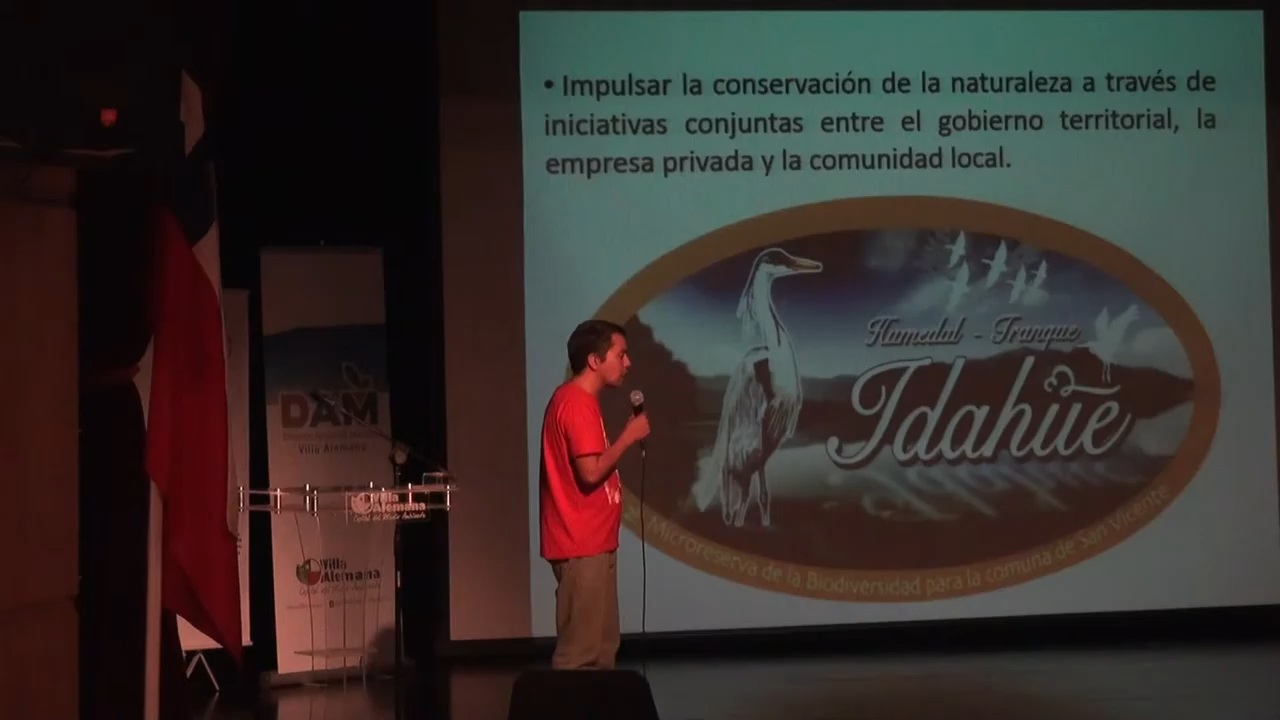 • Impulsar la conservación de la naturaleza a través de
iniciativas conjuntas entre el gobierno territorial, la
empresa privada y la comunidad local.
Humedal - Tranque
Idahue
Microreserva de la Biodiversidad para la comuna de San Vicente
DAM
Villa Alemana
Villa
Alemana
Villa
Alemana